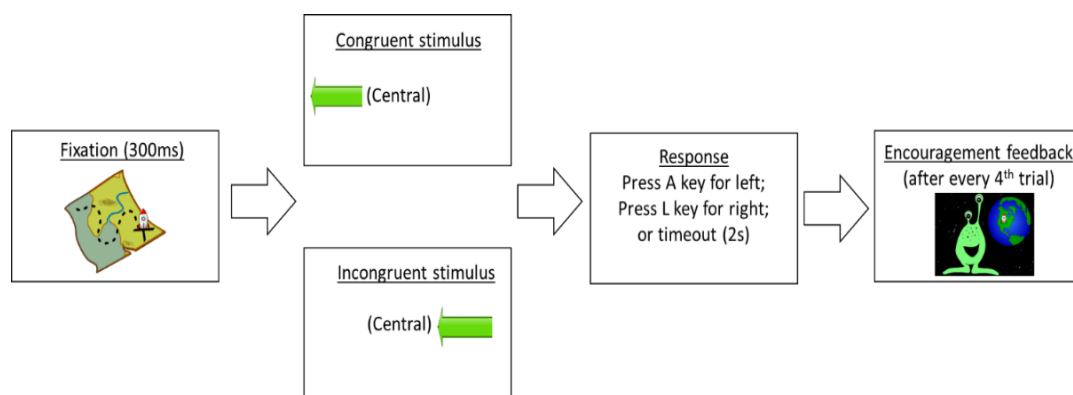 Fixation (300ms)
Congruent stimulus
(Central)
Incongruent stimulus
(Central)
Response
Press A key for left;
Press L key for right;
or timeout (2s)
Encouragement feedback
(after every 4th trial)